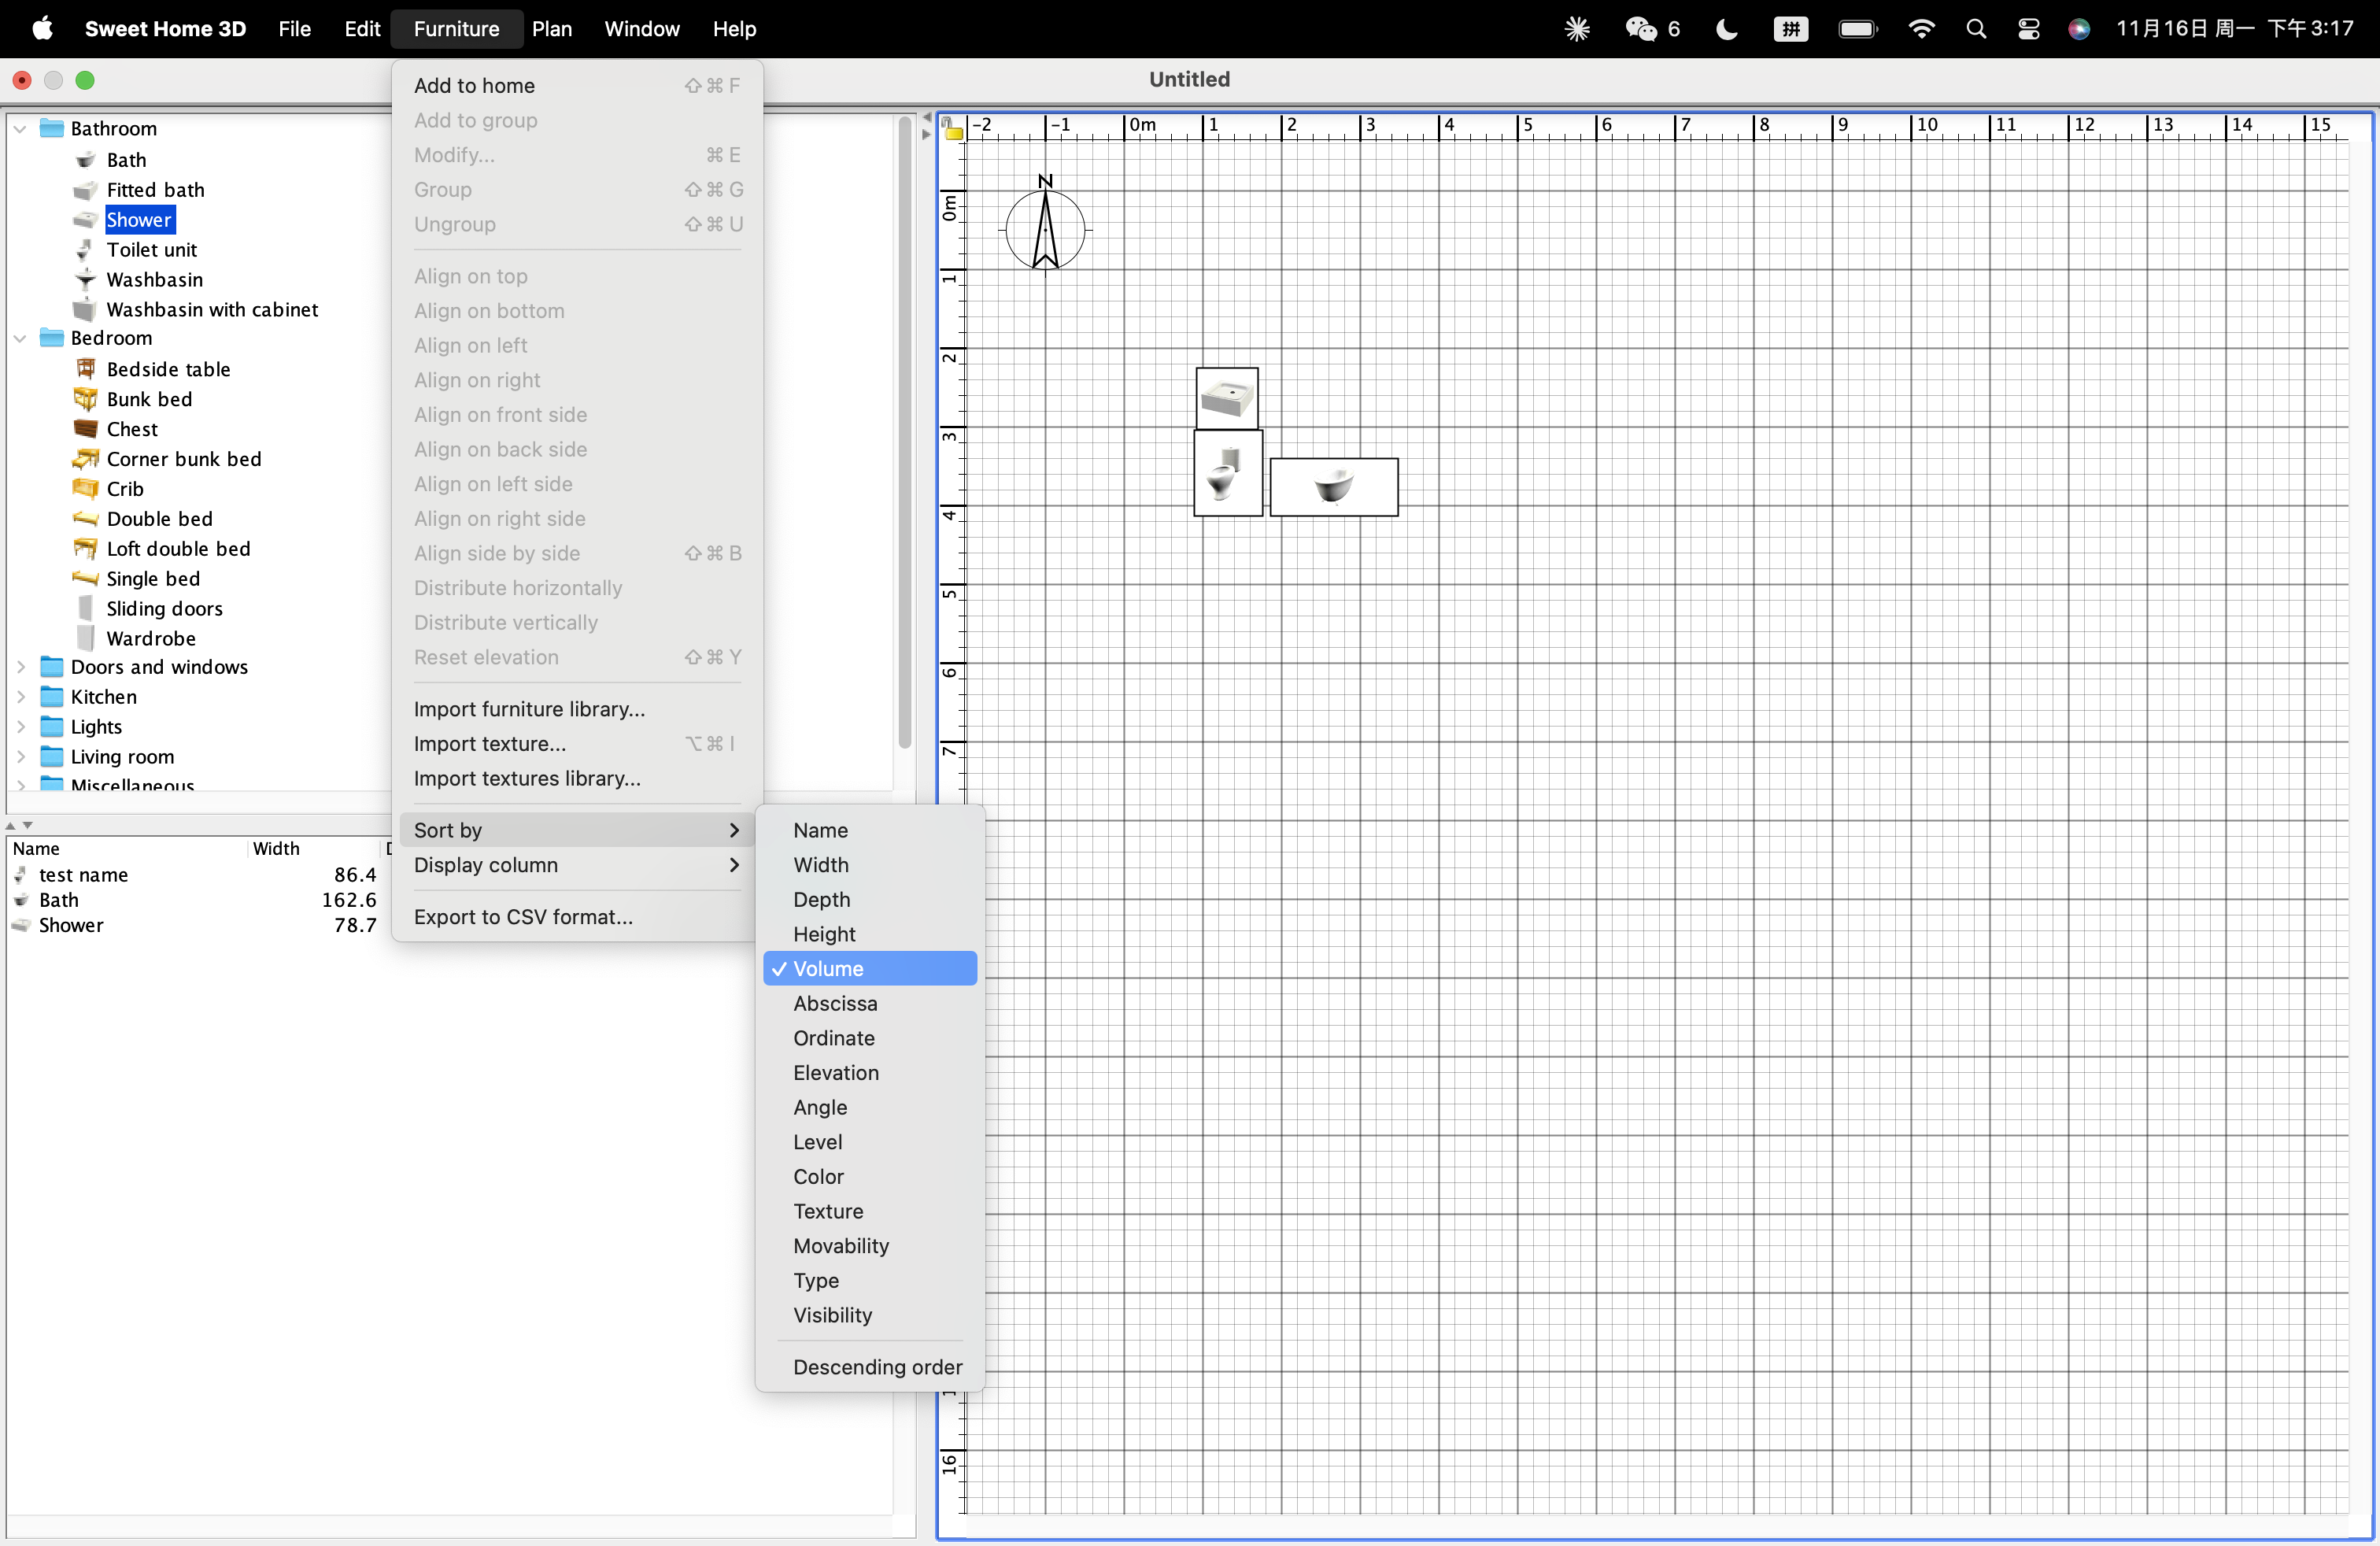 Sweet Home 3D File Edit Furniture Plan Window Help 6 拼 11月16日 周一 下午 3:17
Untitled
Bathroom
Bath
Fitted bath
Shower
Toilet unit
Washbasin
Washbasin with cabinet
Bedroom
Bedside table
Bunk bed
Chest
Corner bunk bed
Crib
Double bed
Loft double bed
Single bed
Sliding doors
Wardrobe
Doors and windows
Kitchen
Lights
Living room
Miscellaneous
Name Width
test name 86.4
Bath 162.6
Shower 78.7
Add to home ⇧⌘F
Add to group
Modify... ⌘E
Group ⇧⌘G
Ungroup ⇧⌘U
Align on top
Align on bottom
Align on left
Align on right
Align on front side
Align on back side
Align on left side
Align on right side
Align side by side ⇧⌘B
Distribute horizontally
Distribute vertically
Reset elevation ⇧⌘Y
Import furniture library...
Import texture... ⌥⌘I
Import textures library...
Sort by
Display column
Export to CSV format...
Name
Width
Depth
Height
✓ Volume
Abscissa
Ordinate
Elevation
Angle
Level
Color
Texture
Movability
Type
Visibility
Descending order
-2 -1 0m 1 2 3 4 5 6 7 8 9 10 11 12 13 14 15
N
0m
1
2
3
4
5
6
7
16